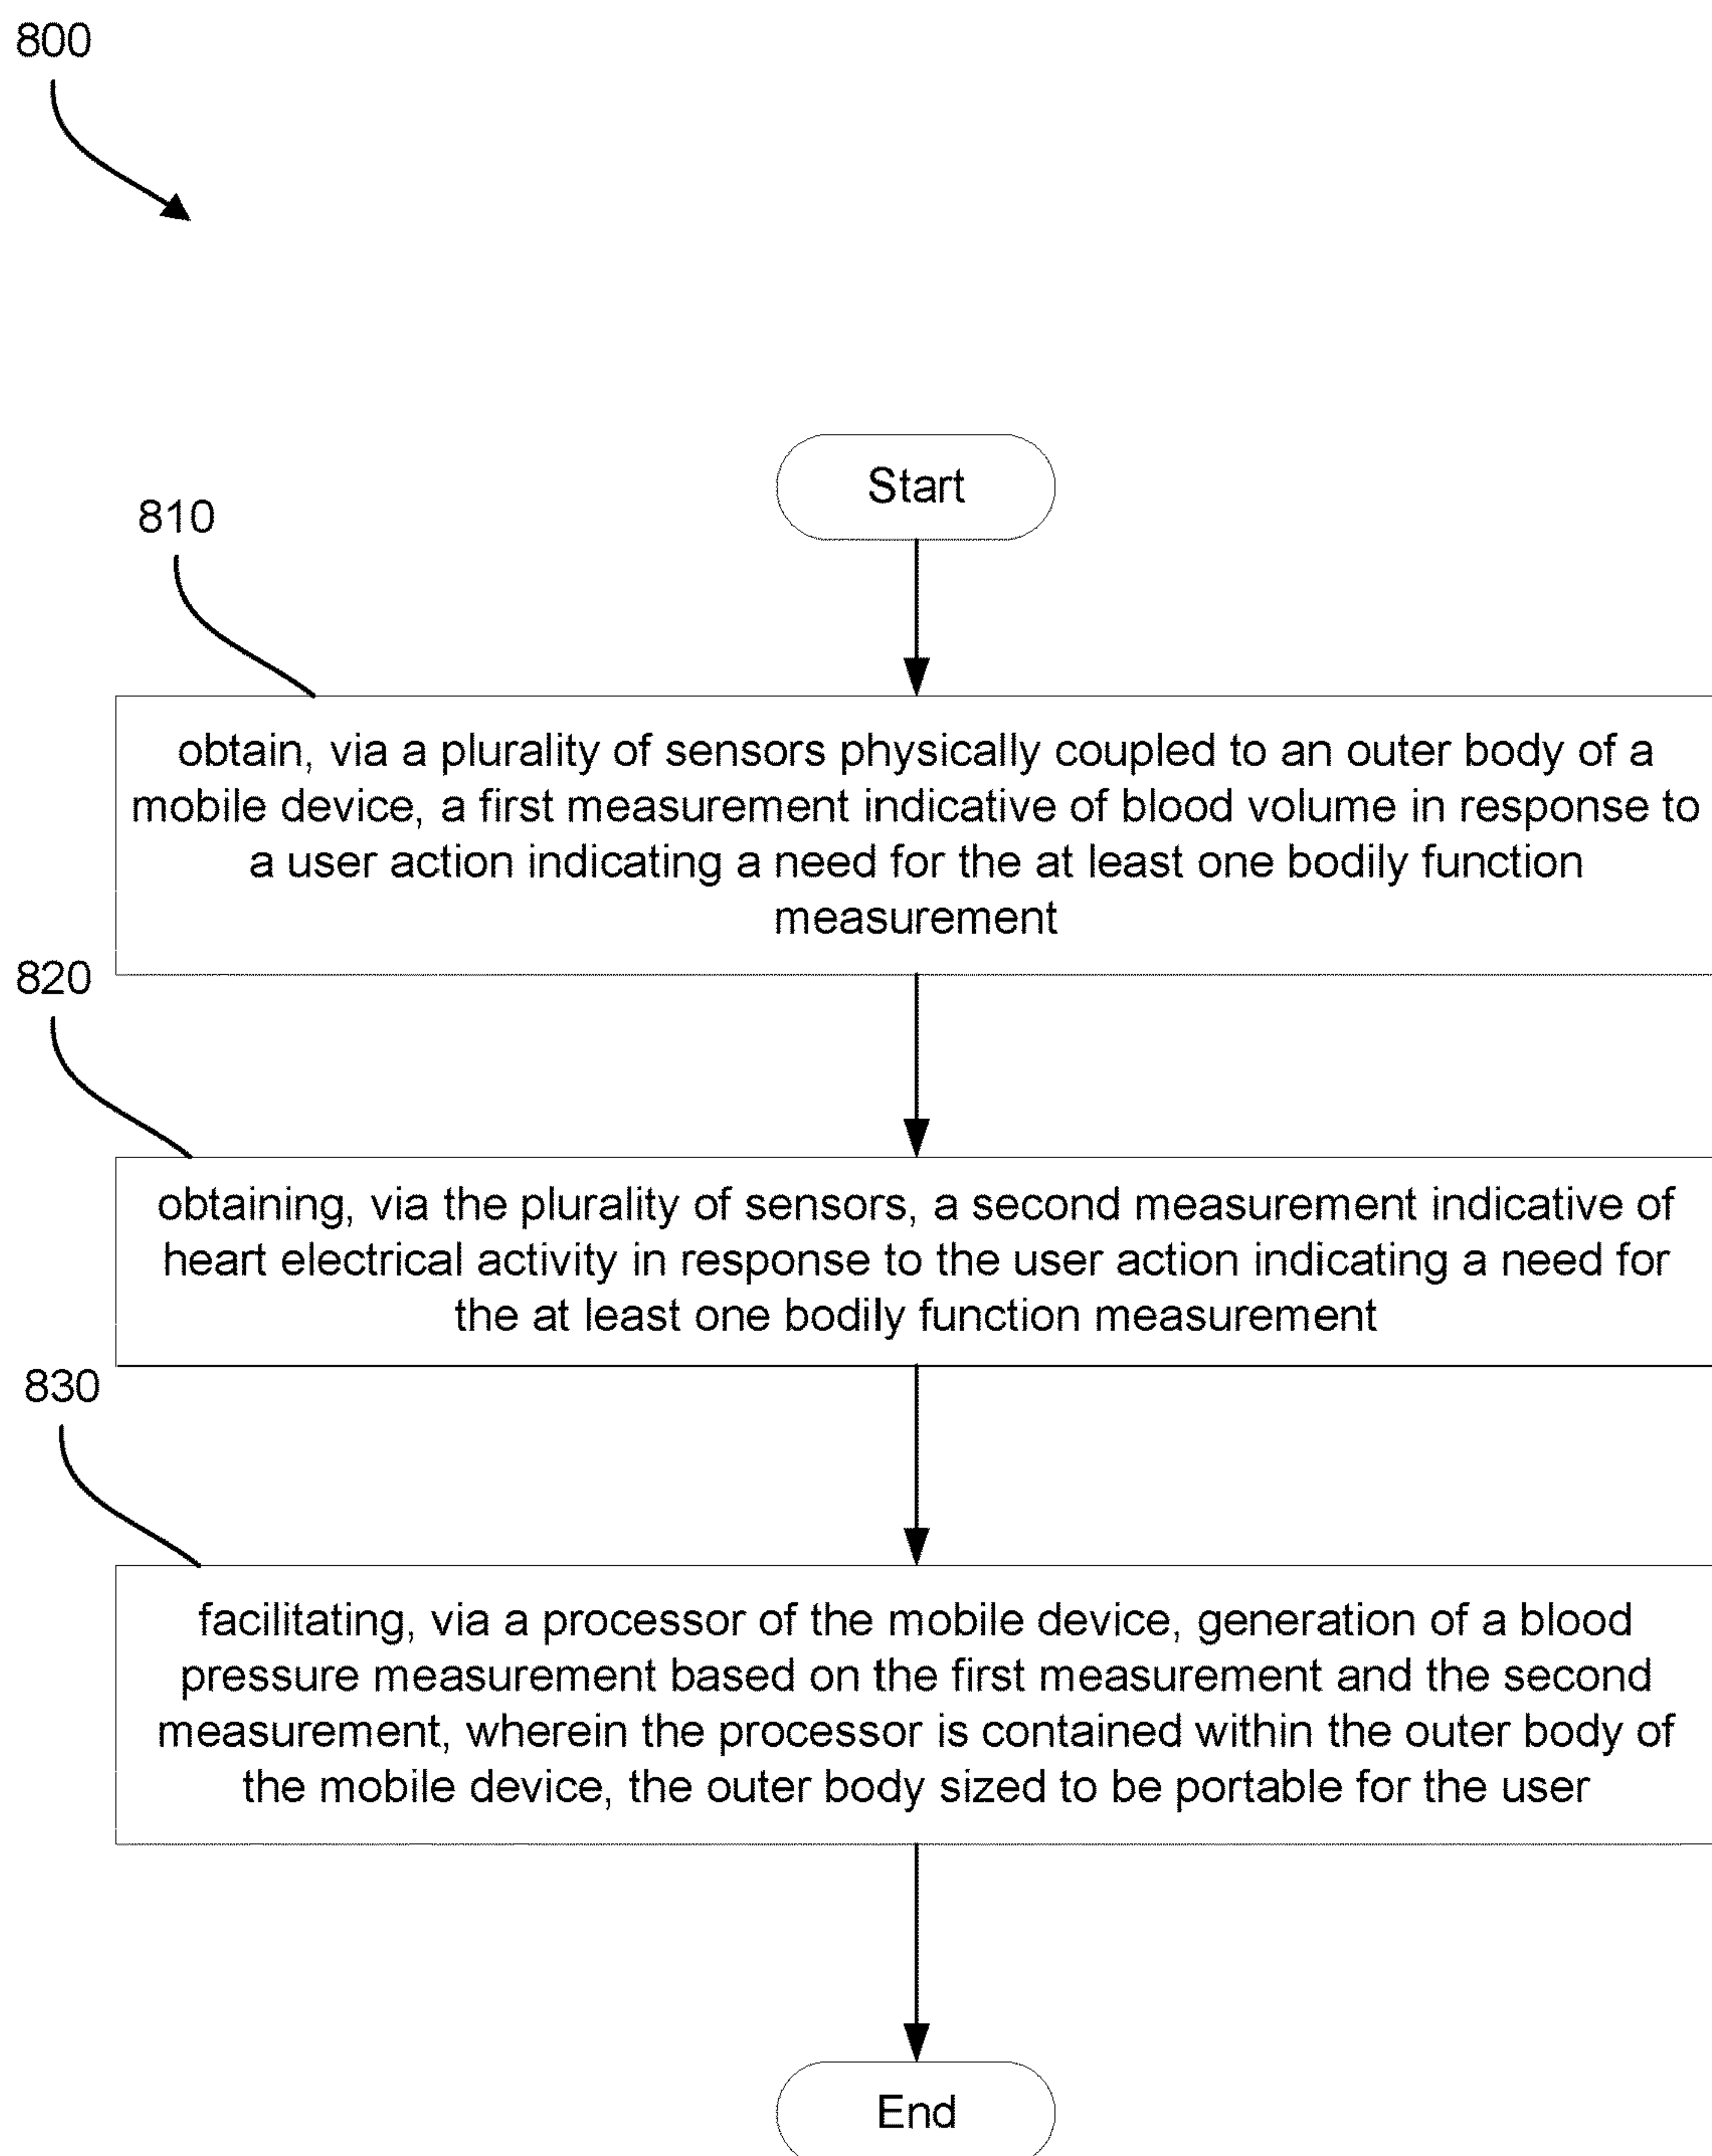 800
Start
810
obtain, via a plurality of sensors physically coupled to an outer body of a
mobile device, a first measurement indicative of blood volume in response to
a user action indicating a need for the at least one bodily function
measurement
820
obtaining, via the plurality of sensors, a second measurement indicative of
heart electrical activity in response to the user action indicating a need for
the at least one bodily function measurement
830
facilitating, via a processor of the mobile device, generation of a blood
pressure measurement based on the first measurement and the second
measurement, wherein the processor is contained within the outer body of
the mobile device, the outer body sized to be portable for the user
End